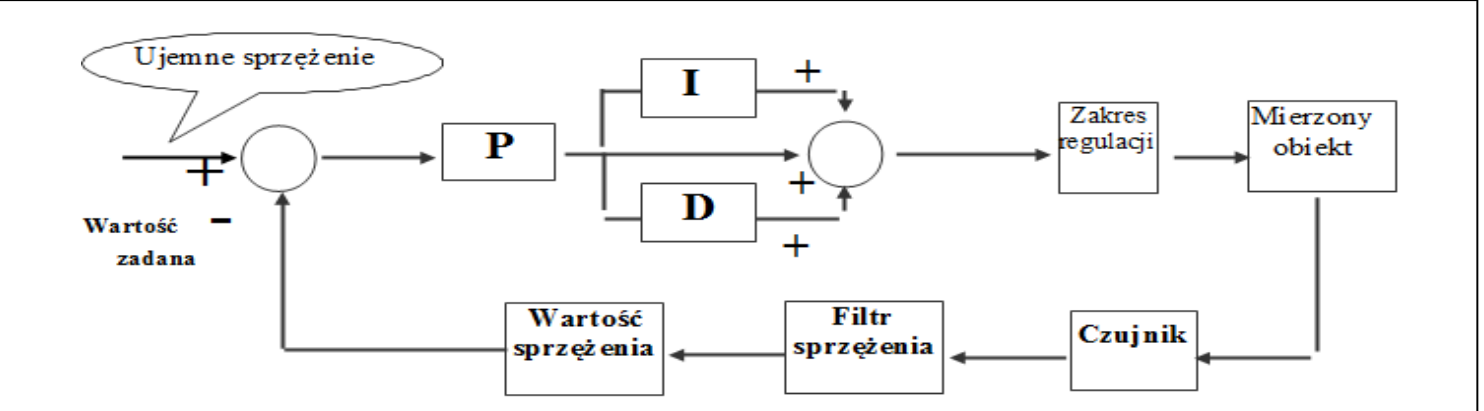 Ujemne sprzężenie
+
-
Wartość
zadana
P
I
+
+
D
+
Zakres
regulacji
Mierzony
obiekt
Czujnik
Filtr
sprzężenia
Wartość
sprzężenia